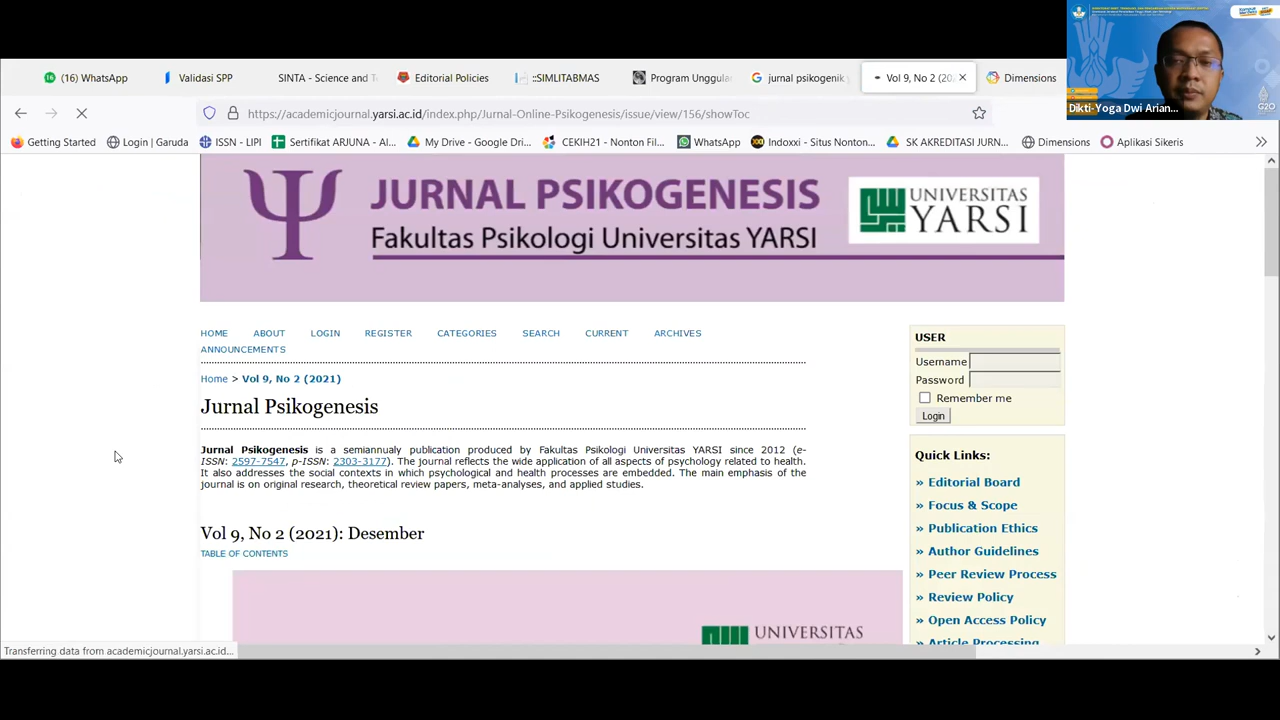 (16) WhatsApp
Validasi SPP
SINTA - Science and Te
Editorial Policies
::SIMLITABMAS
Program Unggula
jurnal psikogenik
Vol 9, No 2 (202
Dimensions
https://academicjournal.yarsi.ac.id/index.php/Jurnal-Online-Psikogenesis/issue/view/156/showToc
Getting Started
Login | Garuda
ISSN - LIPI
Sertifikat ARJUNA - Al...
My Drive - Google Dri...
CEKIH21 - Nonton Fil...
WhatsApp
Indoxxi - Situs Nonton...
SK AKREDITASI JURN...
Dimensions
Aplikasi Sikeris
Dikti-Yoga Dwi Arian...
G20
JURNAL PSIKOGENESIS
Fakultas Psikologi Universitas YARSI
UNIVERSITAS
YARSI
HOME ABOUT LOGIN REGISTER CATEGORIES SEARCH CURRENT ARCHIVES
ANNOUNCEMENTS
Home > Vol 9, No 2 (2021)
Jurnal Psikogenesis
Jurnal Psikogenesis is a semiannualy publication produced by Fakultas Psikologi Universitas YARSI since 2012 (e-
ISSN: 2597-7547, p-ISSN: 2303-3177). The journal reflects the wide application of all aspects of psychology related to health.
It also addresses the social contexts in which psychological and health processes are embedded. The main emphasis of the
journal is on original research, theoretical review papers, meta-analyses, and applied studies.
Vol 9, No 2 (2021): Desember
TABLE OF CONTENTS
UNIVERSITAS
USER
Username
Password
Remember me
Login
Quick Links:
» Editorial Board
» Focus & Scope
» Publication Ethics
» Author Guidelines
» Peer Review Process
» Review Policy
» Open Access Policy
» Article Processing
Transferring data from academicjournal.yarsi.ac.id...